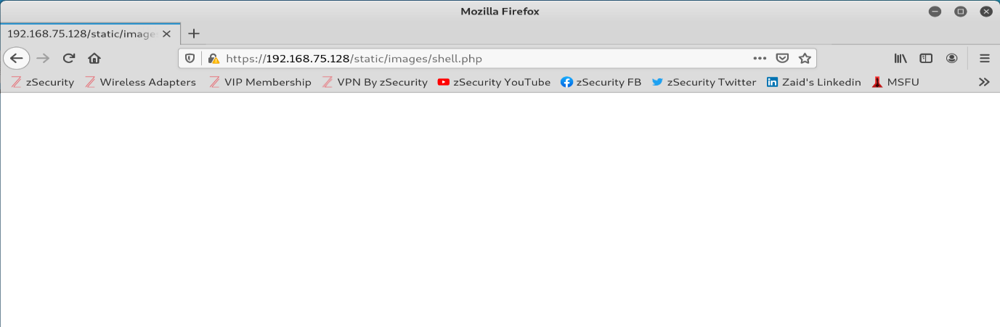 Mozilla Firefox
192.168.75.128/static/image
https://192.168.75.128/static/images/shell.php
zSecurity Wireless Adapters VIP Membership VPN By zSecurity zSecurity YouTube zSecurity FB zSecurity Twitter Zaid's Linkedin MSFU